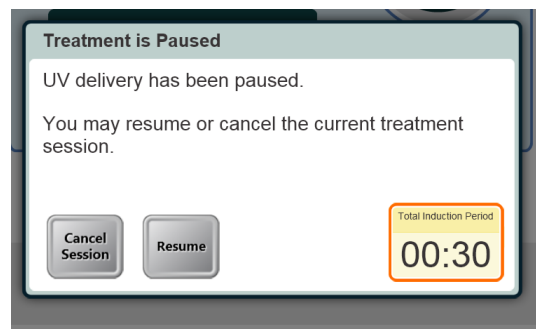 Treatment is Paused
UV delivery has been paused.
You may resume or cancel the current treatment
session.
Cancel
Session
Resume
Total Induction Period
00:30